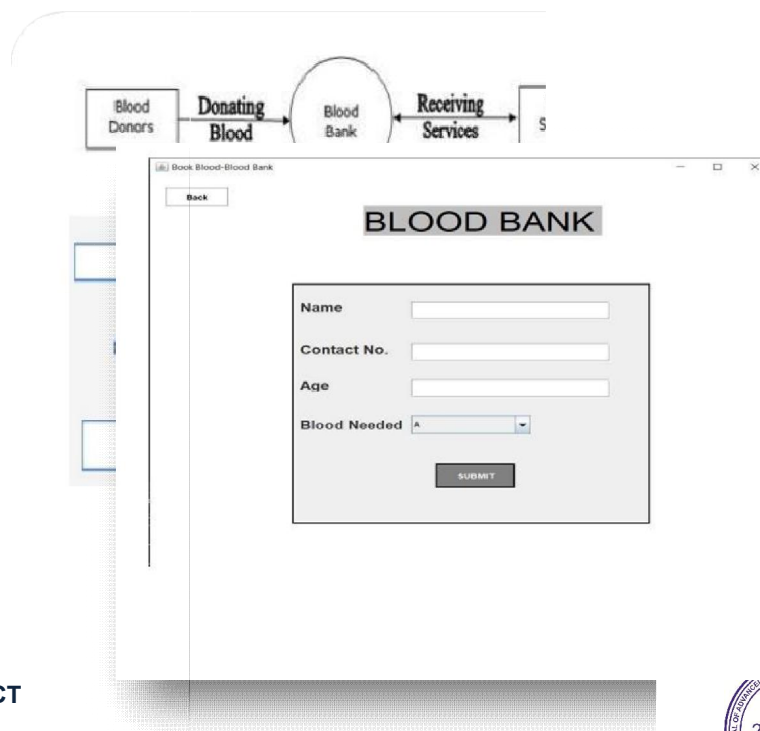 Blood
Donors
Donating
Blood
Blood
Bank
Receiving
Services
S
Book Blood-Blood Bank
Back
BLOOD BANK
Name
Contact No.
Age
Blood Needed
A
SUBMIT
CT